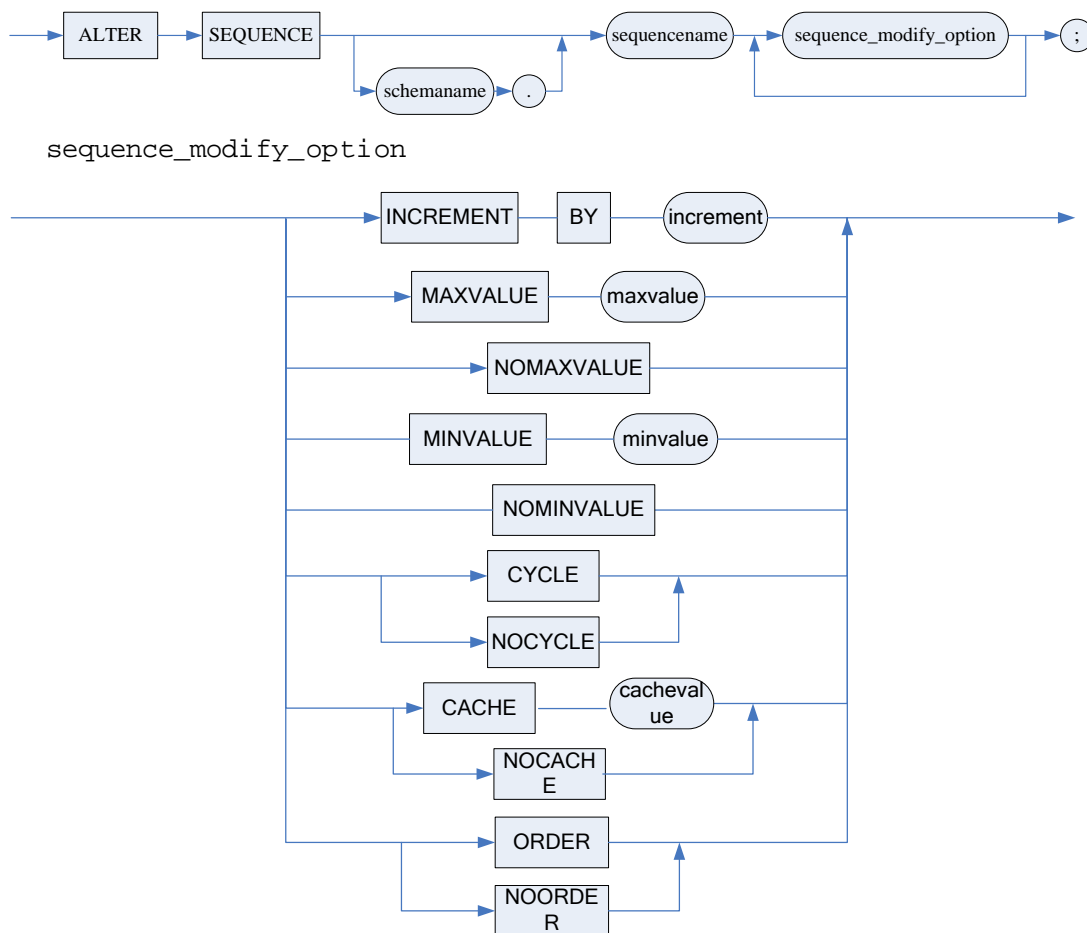 ALTER SEQUENCE sequencename sequence_modify_option ;
schemaname .
sequence_modify_option
INCREMENT BY increment
MAXVALUE maxvalue
NOMAXVALUE
MINVALUE minvalue
NOMINVALUE
CYCLE
NOCYCLE
CACHE cacheval
ue
NOCACH
E
ORDER
NOORDE
R